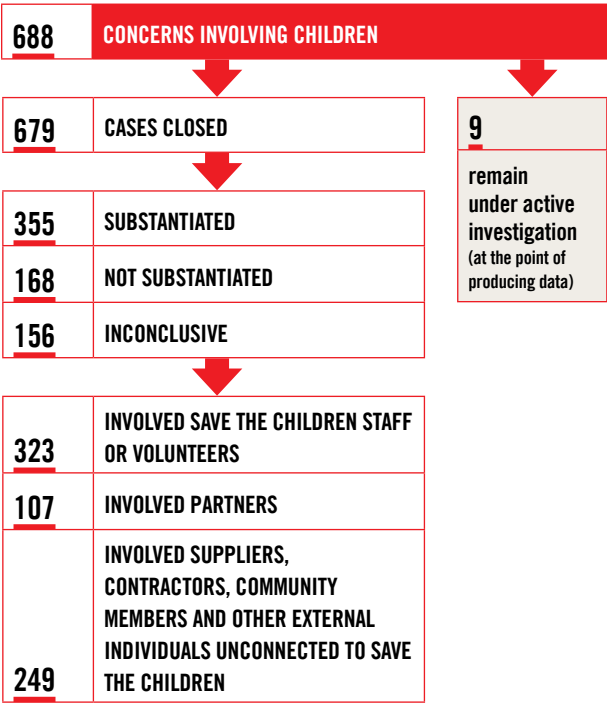 688 CONCERNS INVOLVING CHILDREN
679 CASES CLOSED
9
remain
under active
investigation
(at the point of
producing data)
355 SUBSTANTIATED
168 NOT SUBSTANTIATED
156 INCONCLUSIVE
323 INVOLVED SAVE THE CHILDREN STAFF
OR VOLUNTEERS
107 INVOLVED PARTNERS
249 INVOLVED SUPPLIERS,
CONTRACTORS, COMMUNITY
MEMBERS AND OTHER EXTERNAL
INDIVIDUALS UNCONNECTED TO SAVE
THE CHILDREN